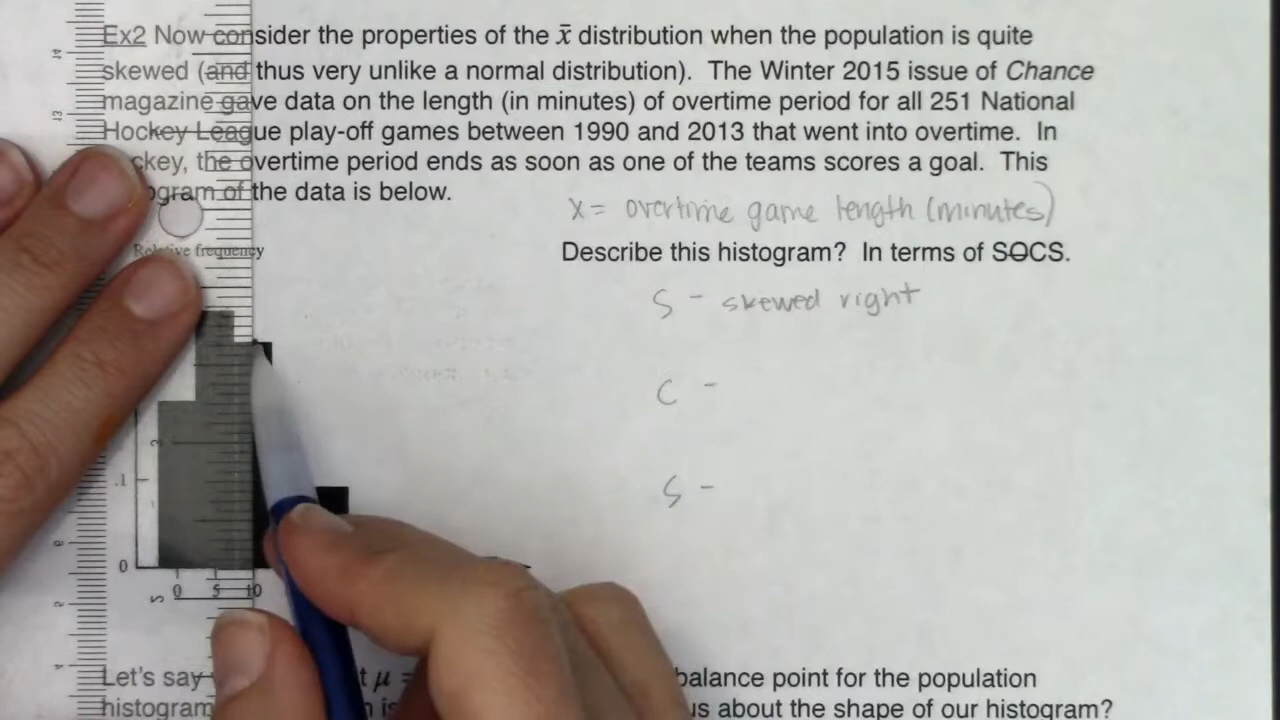 Ex2 Now consider the properties of the x̄ distribution when the population is quite
skewed (and thus very unlike a normal distribution). The Winter 2015 issue of Chance
magazine gave data on the length (in minutes) of overtime period for all 251 National
Hockey League play-off games between 1990 and 2013 that went into overtime. In
ckey, the overtime period ends as soon as one of the teams scores a goal. This
ogram of the data is below.
x = overtime game length (minutes)
Relative frequency
Describe this histogram? In terms of SOCS.
S - skewed right
C -
S -
.1
0
0 5 10
Let's say t μ = balance point for the population
histogram is us about the shape of our histogram?